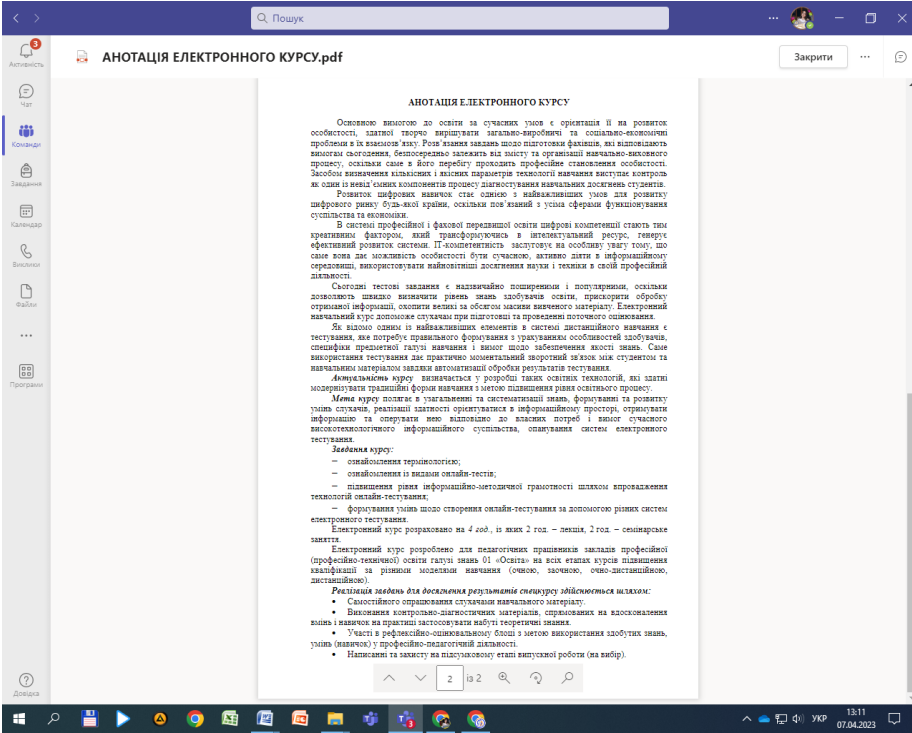 Пошук
3
Активність
Чат
Команди
Завдання
Календар
Виклики
Файли
Програми
Довідка
АНОТАЦІЯ ЕЛЕКТРОННОГО КУРСУ.pdf
Закрити
АНОТАЦІЯ ЕЛЕКТРОННОГО КУРСУ
Основною вимогою до освіти за сучасних умов є орієнтація її на розвиток
особистості, здатної творчо вирішувати загально-виробничі та соціально-економічні
проблеми в їх взаємозв'язку. Розв'язання завдань щодо підготовки фахівців, які відповідають
вимогам сьогодення, безпосередньо залежить від змісту та організації навчально-виховного
процесу, оскільки саме в його перебігу проходить професійне становлення особистості.
Засобом визначення кількісних і якісних параметрів технології навчання виступає контроль
як один із невід'ємних компонентів процесу діагностування навчальних досягнень студентів.
Розвиток цифрових навичок стає однією з найважливіших умов для розвитку
цифрового ринку будь-якої країни, оскільки пов'язаний з усіма сферами функціонування
суспільства та економіки.
В системі професійної і фахової передвищої освіти цифрові компетенції стають тим
креативним фактором, який трансформуючись в інтелектуальний ресурс, генерує
ефективний розвиток системи. ІТ-компетентність заслуговує на особливу увагу тому, що
саме вона дає можливість особистості бути сучасною, активно діяти в інформаційному
середовищі, використовувати найновітніші досягнення науки і техніки в своїй професійній
діяльності.
Сьогодні тестові завдання є надзвичайно поширеними і популярними, оскільки
дозволяють швидко визначити рівень знань здобувачів освіти, прискорити обробку
отриманої інформації, охопити великі за обсягом масиви вивченого матеріалу. Електронний
навчальний курс допоможе слухачам при підготовці та проведенні поточного оцінювання.
Як відомо одним із найважливіших елементів в системі дистанційного навчання є
тестування, яке потребує правильного формування з урахуванням особливостей здобувачів,
специфіки предметної галузі навчання і вимог щодо забезпечення якості знань. Саме
використання тестування дає практично моментальний зворотній зв'язок між студентом та
навчальним матеріалом завдяки автоматизації обробки результатів тестування.
Актуальність курсу визначається у розробці таких освітніх технологій, які здатні
модернізувати традиційні форми навчання з метою підвищення рівня освітнього процесу.
Мета курсу полягає в узагальненні та систематизації знань, формуванні та розвитку
умінь слухачів, реалізації здатності орієнтуватися в інформаційному просторі, отримувати
інформацію та оперувати нею відповідно до власних потреб і вимог сучасного
високотехнологічного інформаційного суспільства, опанування систем електронного
тестування.
Завдання курсу:
– ознайомлення термінологією;
– ознайомлення із видами онлайн-тестів;
– підвищення рівня інформаційно-методичної грамотності шляхом впровадження
технологій онлайн-тестування;
– формування умінь щодо створення онлайн-тестування за допомогою різних систем
електронного тестування.
Електронний курс розраховано на 4 год., із яких 2 год. – лекція, 2 год. – семінарське
заняття.
Електронний курс розроблено для педагогічних працівників закладів професійної
(професійно-технічної) освіти галузі знань 01 «Освіта» на всіх етапах курсів підвищення
кваліфікації за різними моделями навчання (очною, заочною, очно-дистанційною,
дистанційною).
Реалізація завдань для досягнення результатів спецкурсу здійснюється шляхом:
• Самостійного опрацювання слухачами навчального матеріалу.
• Виконання контрольно-діагностичних матеріалів, спрямованих на вдосконалення
вмінь і навичок на практиці застосовувати набуті теоретичні знання.
• Участі в рефлексійно-оцінювальному блоці з метою використання здобутих знань,
умінь (навичок) у професійно-педагогічній діяльності.
• Написанні та захисту на підсумковому етапі випускної роботи (на вибір).
2 із 2
3
УКР
13:11
07.04.2023